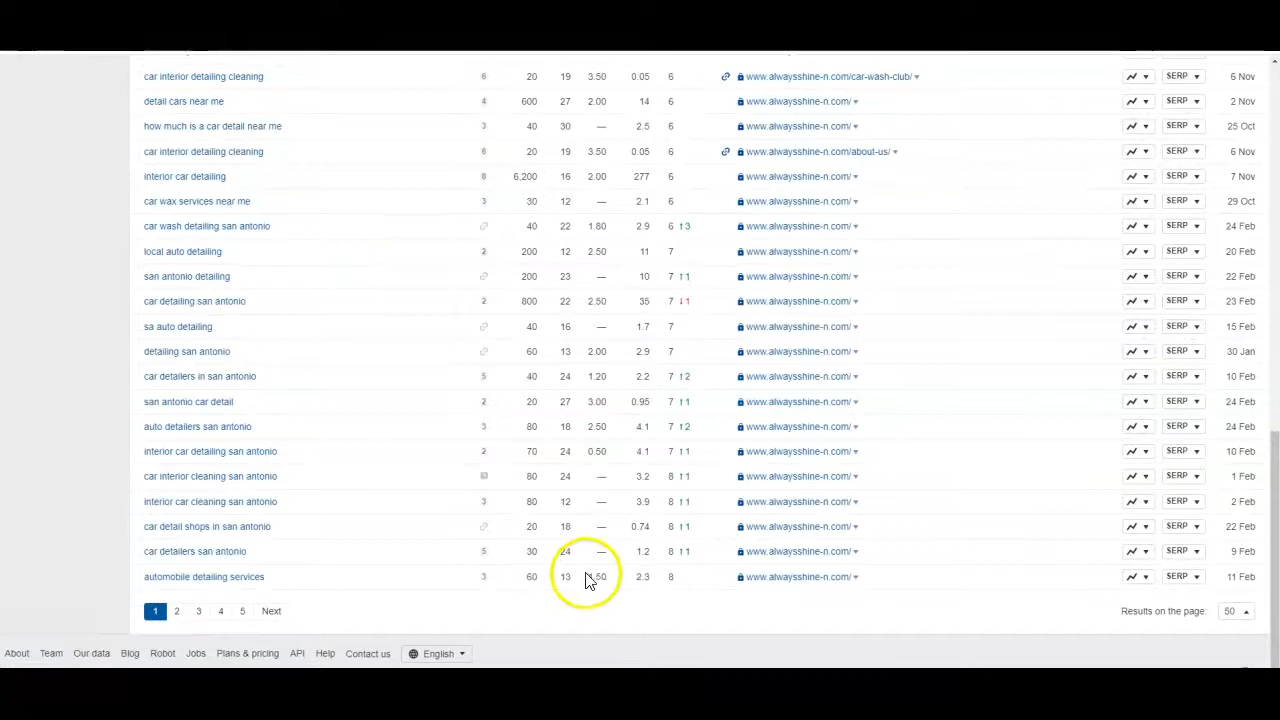 car interior detailing cleaning 6 20 19 3.50 0.05 6 www.alwaysshine-n.com/car-wash-club/ SERP 6 Nov
detail cars near me 4 600 27 2.00 14 6 www.alwaysshine-n.com/ SERP 2 Nov
how much is a car detail near me 3 40 30 — 2.5 6 www.alwaysshine-n.com/ SERP 25 Oct
car interior detailing cleaning 6 20 19 3.50 0.05 6 www.alwaysshine-n.com/about-us/ SERP 6 Nov
interior car detailing 8 6,200 16 2.00 277 6 www.alwaysshine-n.com/ SERP 7 Nov
car wax services near me 3 30 12 — 2.1 6 www.alwaysshine-n.com/ SERP 29 Oct
car wash detailing san antonio 40 22 1.80 2.9 6 ↑3 www.alwaysshine-n.com/ SERP 24 Feb
local auto detailing 2 200 12 2.50 11 7 www.alwaysshine-n.com/ SERP 20 Feb
san antonio detailing 200 23 — 10 7 ↑1 www.alwaysshine-n.com/ SERP 22 Feb
car detailing san antonio 2 800 22 2.50 35 7 ↓1 www.alwaysshine-n.com/ SERP 23 Feb
sa auto detailing 40 16 — 1.7 7 www.alwaysshine-n.com/ SERP 15 Feb
detailing san antonio 60 13 2.00 2.9 7 www.alwaysshine-n.com/ SERP 30 Jan
car detailers in san antonio 5 40 24 1.20 2.2 7 ↑2 www.alwaysshine-n.com/ SERP 10 Feb
san antonio car detail 2 20 27 3.00 0.95 7 ↑1 www.alwaysshine-n.com/ SERP 24 Feb
auto detailers san antonio 3 80 18 2.50 4.1 7 ↑2 www.alwaysshine-n.com/ SERP 24 Feb
interior car detailing san antonio 2 70 24 0.50 4.1 7 ↑1 www.alwaysshine-n.com/ SERP 10 Feb
car interior cleaning san antonio 80 24 — 3.2 8 ↑1 www.alwaysshine-n.com/ SERP 1 Feb
interior car cleaning san antonio 3 80 12 — 3.9 8 ↑1 www.alwaysshine-n.com/ SERP 2 Feb
car detail shops in san antonio 20 18 — 0.74 8 ↑1 www.alwaysshine-n.com/ SERP 22 Feb
car detailers san antonio 5 30 24 — 1.2 8 ↑1 www.alwaysshine-n.com/ SERP 9 Feb
automobile detailing services 3 60 13 1.50 2.3 8 www.alwaysshine-n.com/ SERP 11 Feb
1 2 3 4 5 Next Results on the page: 50
About Team Our data Blog Robot Jobs Plans & pricing API Help Contact us English